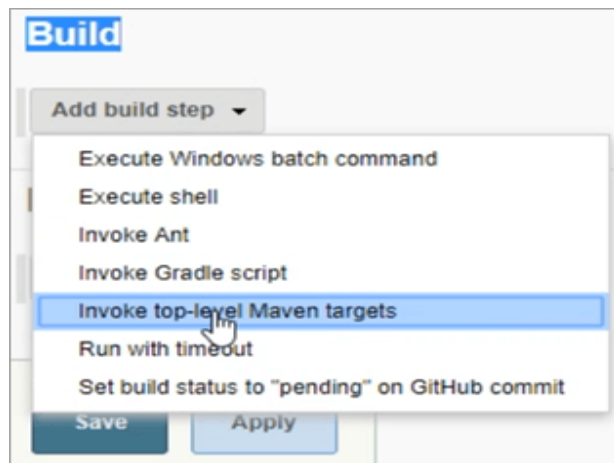 Build
Add build step
Execute Windows batch command
Execute shell
Invoke Ant
Invoke Gradle script
Invoke top-level Maven targets
Run with timeout
Set build status to "pending" on GitHub commit
Save
Apply